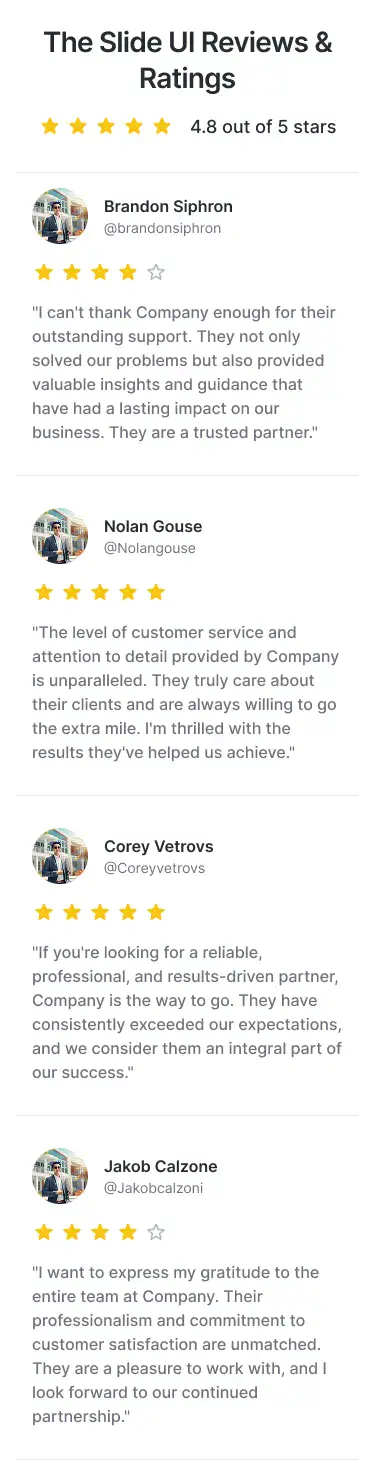 The Slide UI Reviews &
Ratings
4.8 out of 5 stars
Brandon Siphron
@brandonsiphron
"I can't thank Company enough for their
outstanding support. They not only
solved our problems but also provided
valuable insights and guidance that
have had a lasting impact on our
business. They are a trusted partner."
Nolan Gouse
@Nolangouse
"The level of customer service and
attention to detail provided by Company
is unparalleled. They truly care about
their clients and are always willing to go
the extra mile. I'm thrilled with the
results they've helped us achieve."
Corey Vetrovs
@Coreyvetrovs
"If you're looking for a reliable,
professional, and results-driven partner,
Company is the way to go. They have
consistently exceeded our expectations,
and we consider them an integral part of
our success."
Jakob Calzone
@Jakobcalzoni
"I want to express my gratitude to the
entire team at Company. Their
professionalism and commitment to
customer satisfaction are unmatched.
They are a pleasure to work with, and I
look forward to our continued
partnership."